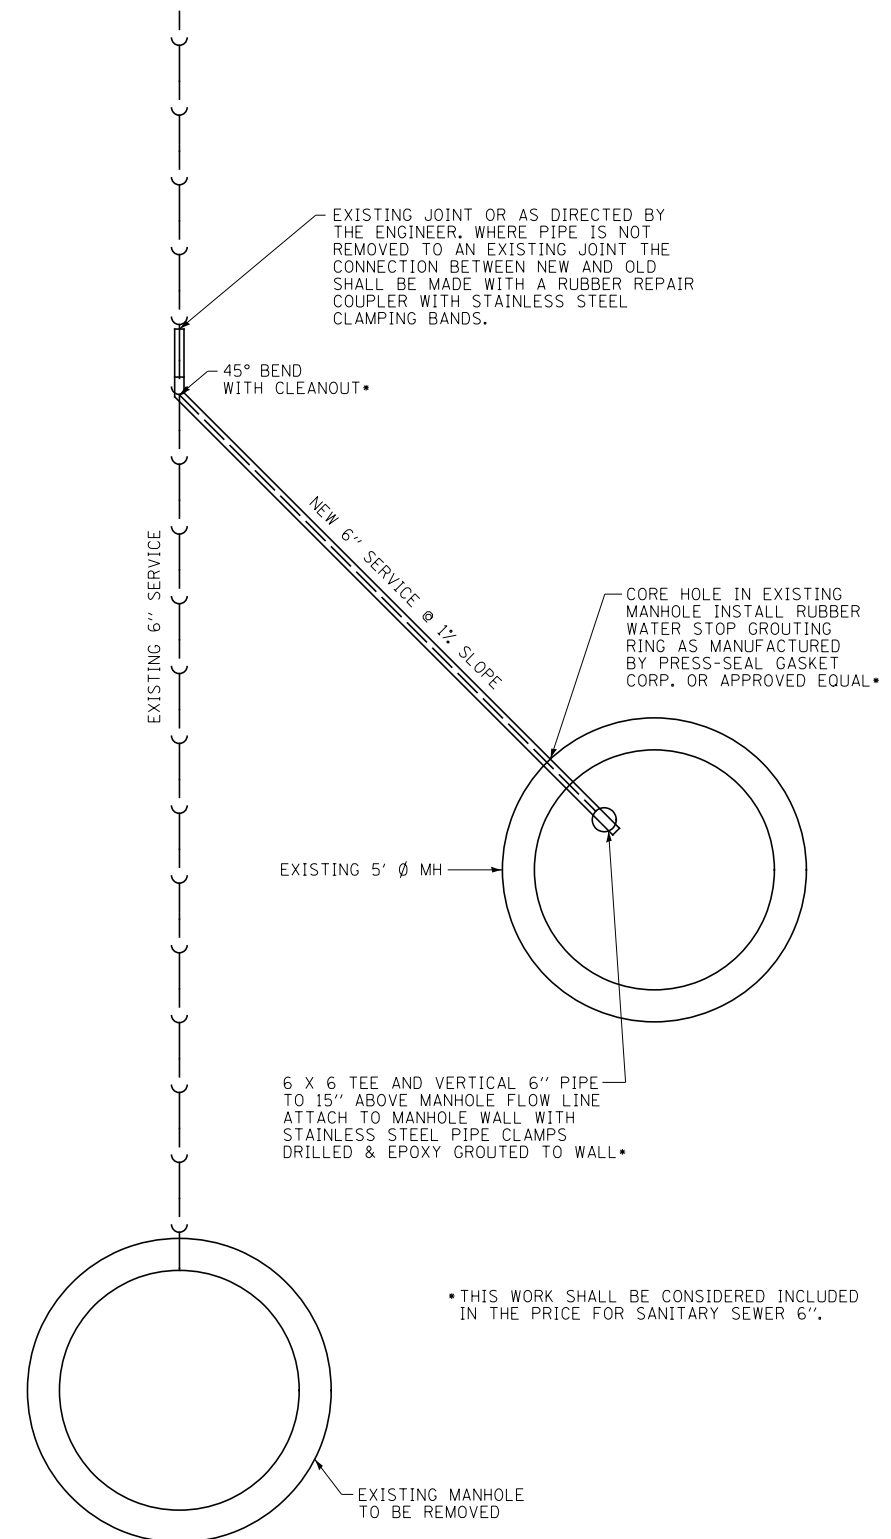 EXISTING JOINT OR AS DIRECTED BY
THE ENGINEER. WHERE PIPE IS NOT
REMOVED TO AN EXISTING JOINT THE
CONNECTION BETWEEN NEW AND OLD
SHALL BE MADE WITH A RUBBER REPAIR
COUPLER WITH STAINLESS STEEL
CLAMPING BANDS.
45° BEND
WITH CLEANOUT*
NEW 6'' SERVICE @ 1% SLOPE
EXISTING 6'' SERVICE
CORE HOLE IN EXISTING
MANHOLE INSTALL RUBBER
WATER STOP GROUTING
RING AS MANUFACTURED
BY PRESS-SEAL GASKET
CORP. OR APPROVED EQUAL*
EXISTING 5' Ø MH
6 X 6 TEE AND VERTICAL 6'' PIPE
TO 15'' ABOVE MANHOLE FLOW LINE
ATTACH TO MANHOLE WALL WITH
STAINLESS STEEL PIPE CLAMPS
DRILLED & EPOXY GROUTED TO WALL*
* THIS WORK SHALL BE CONSIDERED INCLUDED
IN THE PRICE FOR SANITARY SEWER 6''.
EXISTING MANHOLE
TO BE REMOVED